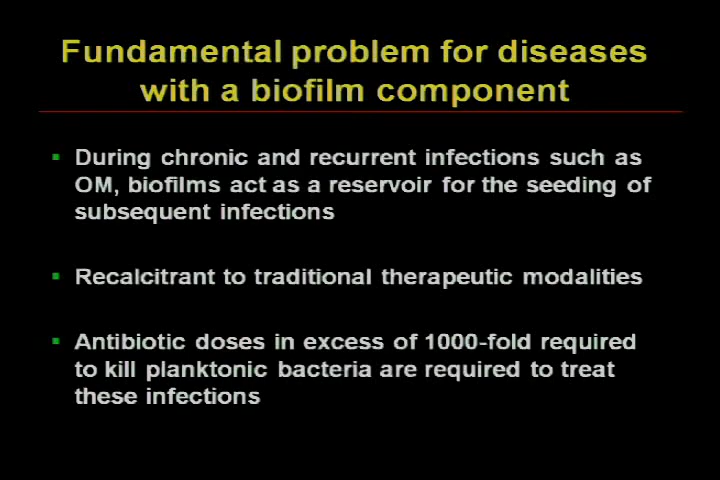 Fundamental problem for diseases
with a biofilm component
During chronic and recurrent infections such as
OM, biofilms act as a reservoir for the seeding of
subsequent infections
Recalcitrant to traditional therapeutic modalities
Antibiotic doses in excess of 1000-fold required
to kill planktonic bacteria are required to treat
these infections